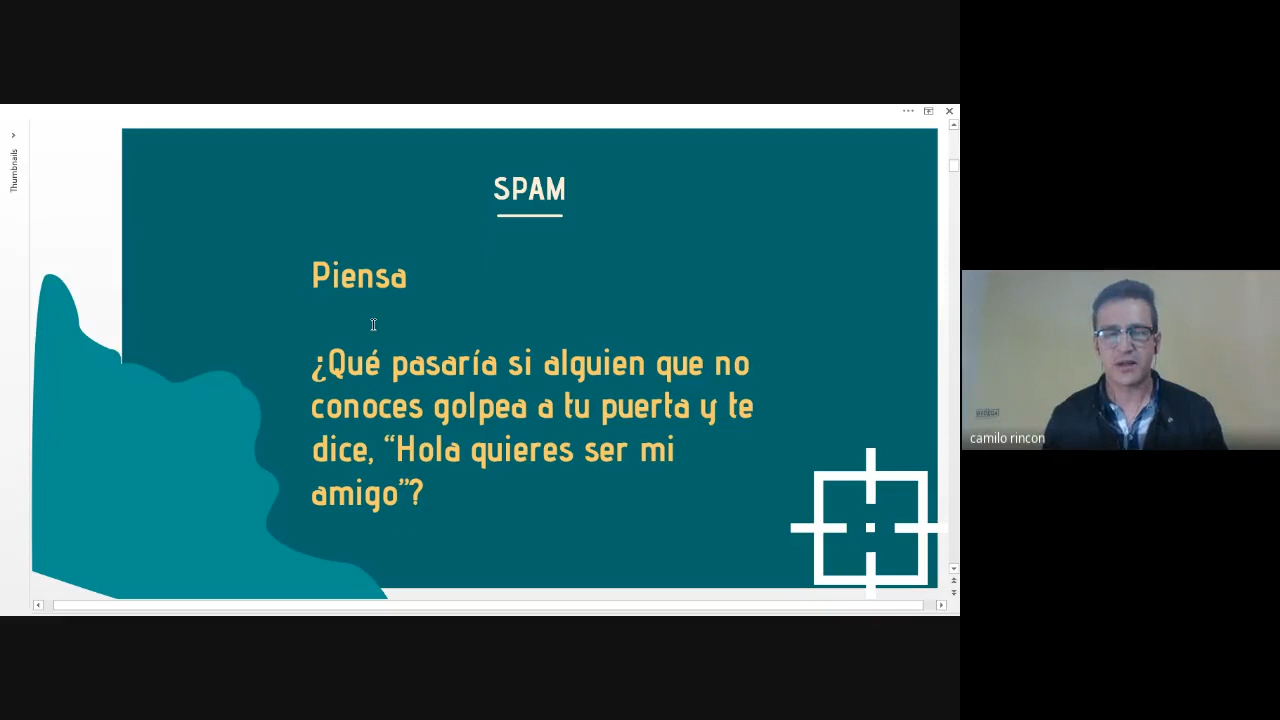 Thumbnails
SPAM
Piensa
¿Qué pasaría si alguien que no
conoces golpea a tu puerta y te
dice, “Hola quieres ser mi
amigo”?
camilo rincon